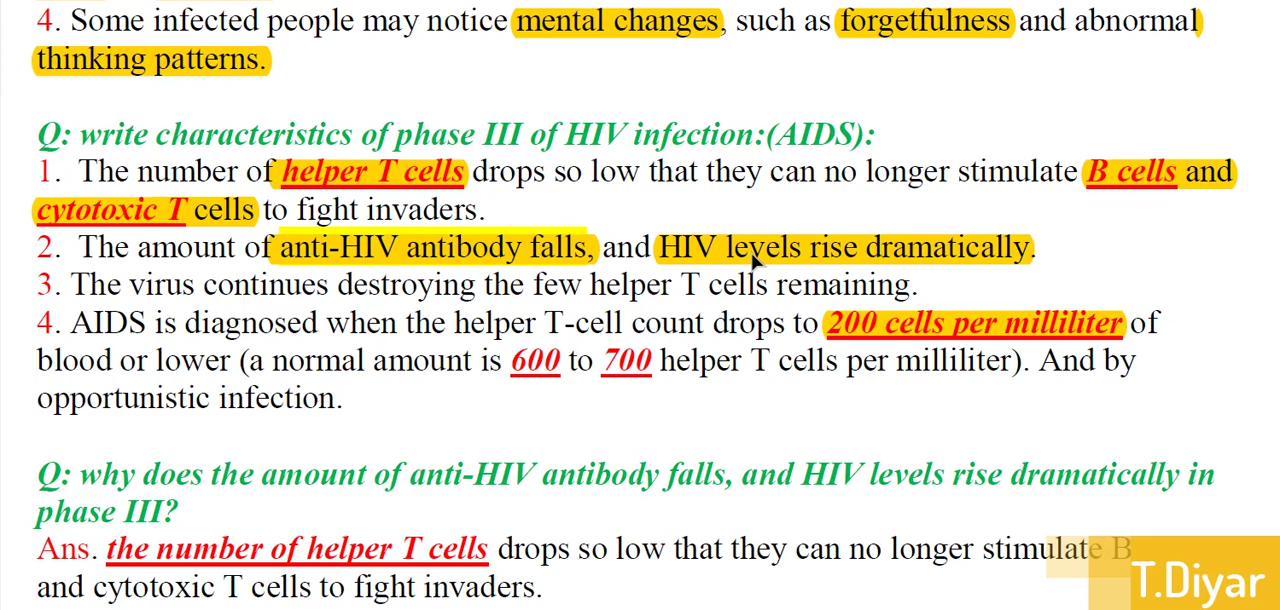 4. Some infected people may notice mental changes, such as forgetfulness and abnormal
thinking patterns.
Q: write characteristics of phase III of HIV infection:(AIDS):
1. The number of helper T cells drops so low that they can no longer stimulate B cells and
cytotoxic T cells to fight invaders.
2. The amount of anti-HIV antibody falls, and HIV levels rise dramatically.
3. The virus continues destroying the few helper T cells remaining.
4. AIDS is diagnosed when the helper T-cell count drops to 200 cells per milliliter of
blood or lower (a normal amount is 600 to 700 helper T cells per milliliter). And by
opportunistic infection.
Q: why does the amount of anti-HIV antibody falls, and HIV levels rise dramatically in
phase III?
Ans. the number of helper T cells drops so low that they can no longer stimulate B
and cytotoxic T cells to fight invaders.
T.Diyar